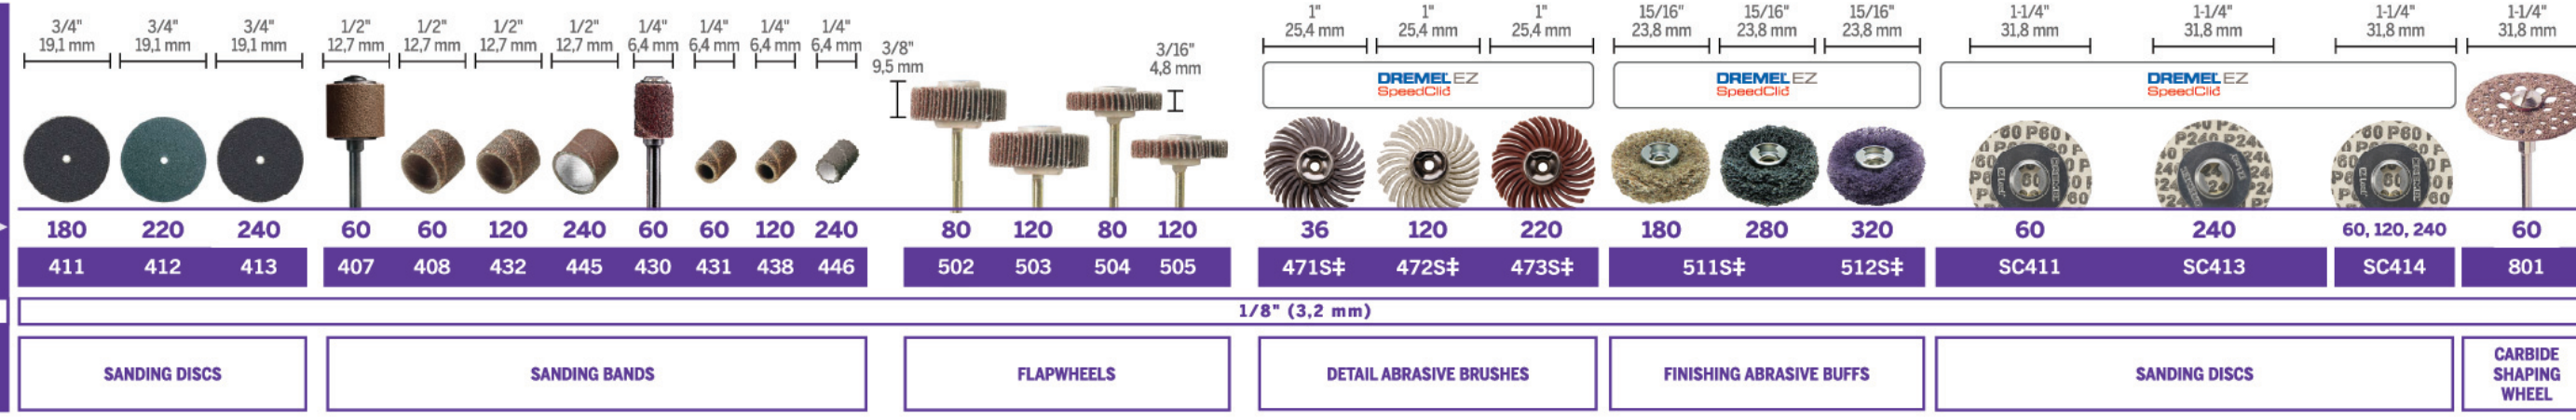 3/4" 3/4" 3/4" 1/2" 1/2" 1/2" 1/2" 1/4" 1/4" 1/4" 1/4"
19,1 mm 19,1 mm 19,1 mm 12,7 mm 12,7 mm 12,7 mm 12,7 mm 6,4 mm 6,4 mm 6,4 mm 6,4 mm
3/8"
9,5 mm
3/16"
4,8 mm
1" 1" 1" 15/16" 15/16" 15/16" 1-1/4" 1-1/4" 1-1/4" 1-1/4"
25,4 mm 25,4 mm 25,4 mm 23,8 mm 23,8 mm 23,8 mm 31,8 mm 31,8 mm 31,8 mm 31,8 mm
DREMEL EZ
SpeedClic
DREMEL EZ
SpeedClic
DREMEL EZ
SpeedClic
180 220 240 60 60 120 240 60 60 120 240 80 120 80 120 36 120 220 180 280 320 60 240 60, 120, 240 60
411 412 413 407 408 432 445 430 431 438 446 502 503 504 505 471S‡ 472S‡ 473S‡ 511S‡ 512S‡ SC411 SC413 SC414 801
1/8" (3,2 mm)
SANDING DISCS
SANDING BANDS
FLAPWHEELS
DETAIL ABRASIVE BRUSHES
FINISHING ABRASIVE BUFFS
SANDING DISCS
CARBIDE
SHAPING
WHEEL